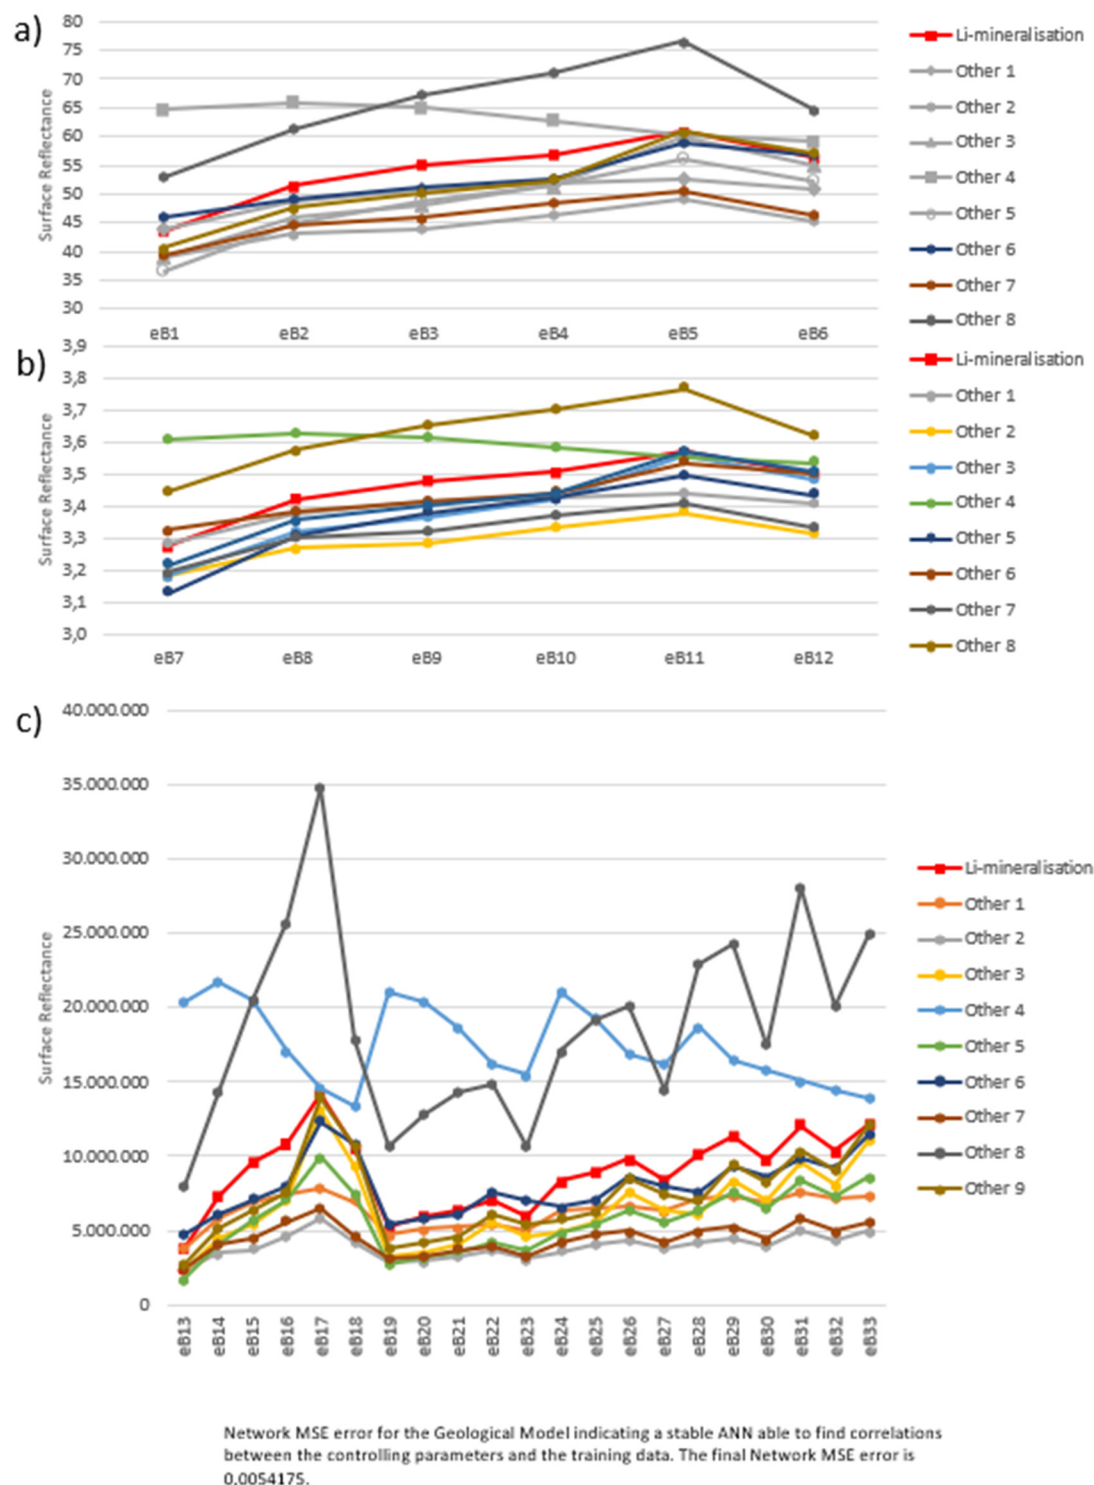 a)
80
75
70
65
60
55
50
45
40
35
30
Surface Reflectance
eB1 eB2 eB3 eB4 eB5 eB6
Li-mineralisation
Other 1
Other 2
Other 3
Other 4
Other 5
Other 6
Other 7
Other 8
b)
3,9
3,8
3,7
3,6
3,5
3,4
3,3
3,2
3,1
3,0
Surface Reflectance
eB7 eB8 eB9 eB10 eB11 eB12
Li-mineralisation
Other 1
Other 2
Other 3
Other 4
Other 5
Other 6
Other 7
Other 8
c)
40.000.000
35.000.000
30.000.000
25.000.000
20.000.000
15.000.000
10.000.000
5.000.000
0
Surface Reflectance
eB13 eB14 eB15 eB16 eB17 eB18 eB19 eB20 eB21 eB22 eB23 eB24 eB25 eB26 eB27 eB28 eB29 eB30 eB31 eB32 eB33
Li-mineralisation
Other 1
Other 2
Other 3
Other 4
Other 5
Other 6
Other 7
Other 8
Other 9
Network MSE error for the Geological Model indicating a stable ANN able to find correlations
between the controlling parameters and the training data. The final Network MSE error is
0,0054175.